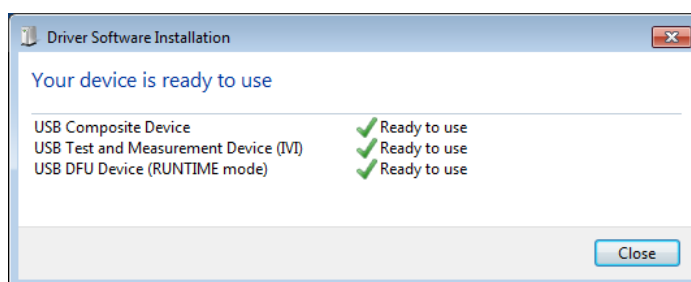 Driver Software Installation
Your device is ready to use
USB Composite Device Ready to use
USB Test and Measurement Device (IVI) Ready to use
USB DFU Device (RUNTIME mode) Ready to use
Close